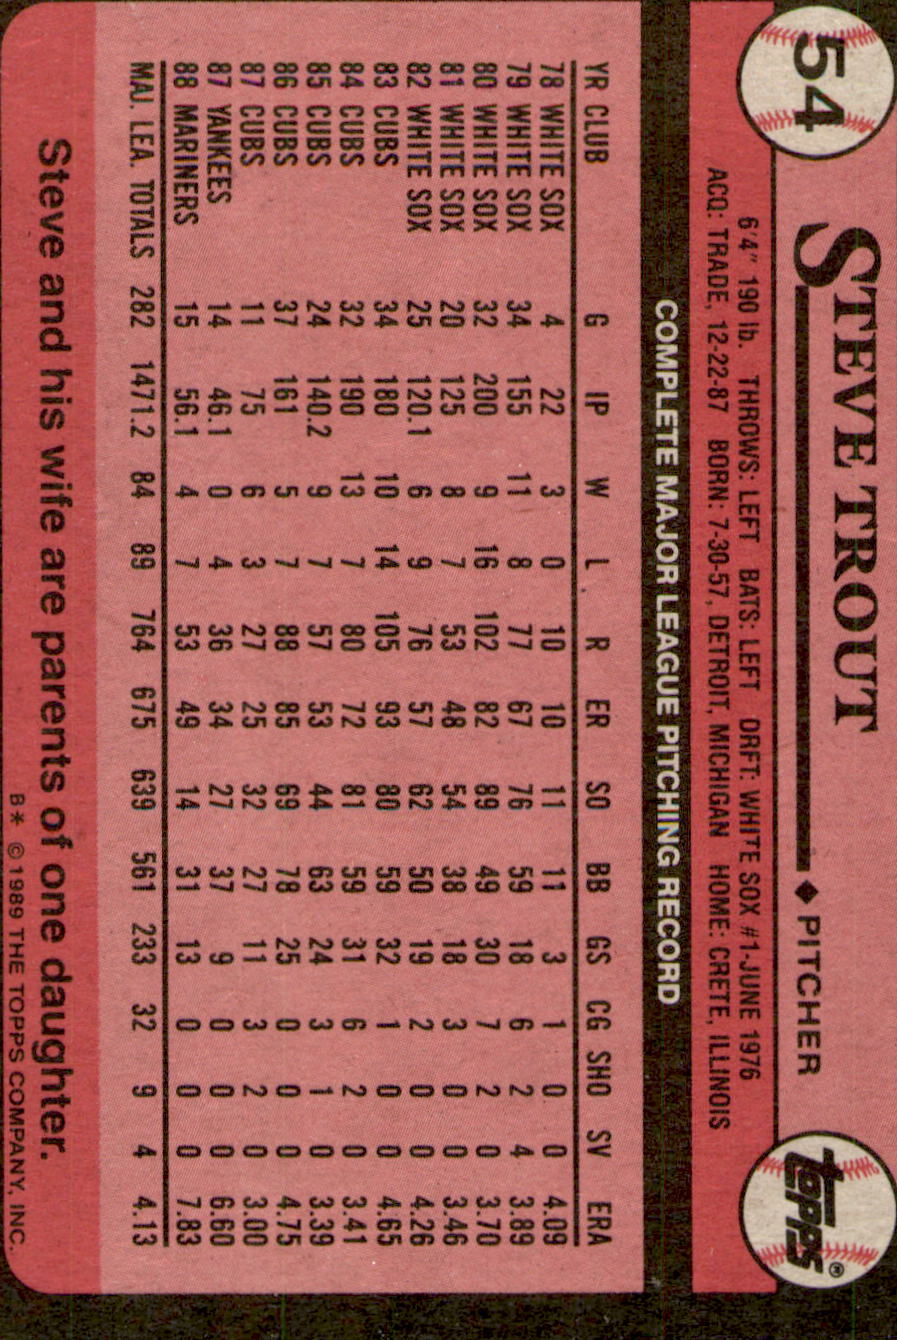 54
STEVE TROUT ◆ PITCHER
topps®
6'4" 190 lb. THROWS: LEFT BATS: LEFT DRFT: WHITE SOX #1-JUNE 1976
ACQ: TRADE, 12-22-87 BORN: 7-30-57, DETROIT, MICHIGAN HOME: CRETE, ILLINOIS
COMPLETE MAJOR LEAGUE PITCHING RECORD
YR CLUB G IP W L R ER SO BB GS CG SHO SV ERA
78 WHITE SOX 4 22 3 0 10 10 11 11 3 1 0 0 4.09
79 WHITE SOX 34 155 11 8 77 67 76 59 18 6 2 4 3.89
80 WHITE SOX 32 200 9 16 102 82 89 49 30 7 2 0 3.70
81 WHITE SOX 20 125 8 7 53 48 54 38 18 3 0 0 3.46
82 WHITE SOX 25 120.1 6 9 76 57 62 50 19 2 0 0 4.26
83 CUBS 34 180 10 14 105 93 80 59 32 1 0 0 4.65
84 CUBS 32 190 13 7 80 72 81 59 31 6 2 0 3.41
85 CUBS 24 140.2 9 7 57 53 44 63 24 3 1 0 3.39
86 CUBS 37 161 5 7 88 85 69 78 25 0 0 0 4.75
87 CUBS 11 75 6 3 27 25 32 27 11 3 2 0 3.00
87 YANKEES 14 46.1 0 4 36 34 27 37 9 0 0 0 6.60
88 MARINERS 15 56.1 4 7 53 49 14 31 13 0 0 0 7.83
MAJ. LEA. TOTALS 282 1471.2 84 89 764 675 639 561 233 32 9 4 4.13
Steve and his wife are parents of one daughter.
B* © 1989 THE TOPPS COMPANY, INC.